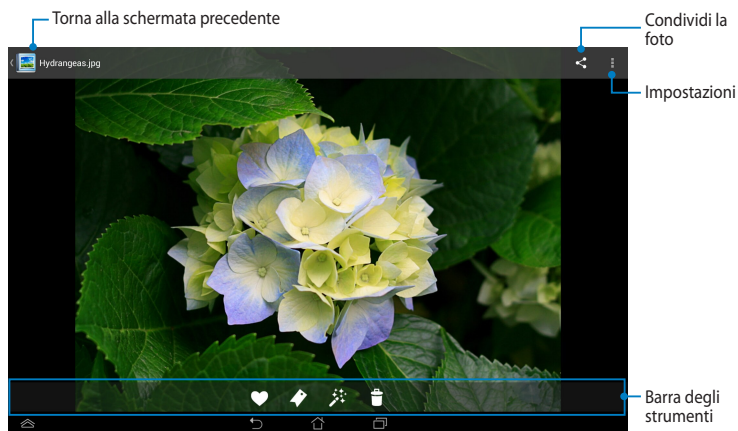 Torna alla schermata precedente
Condividi la
foto
Hydrangeas.jpg
Impostazioni
Barra degli
strumenti